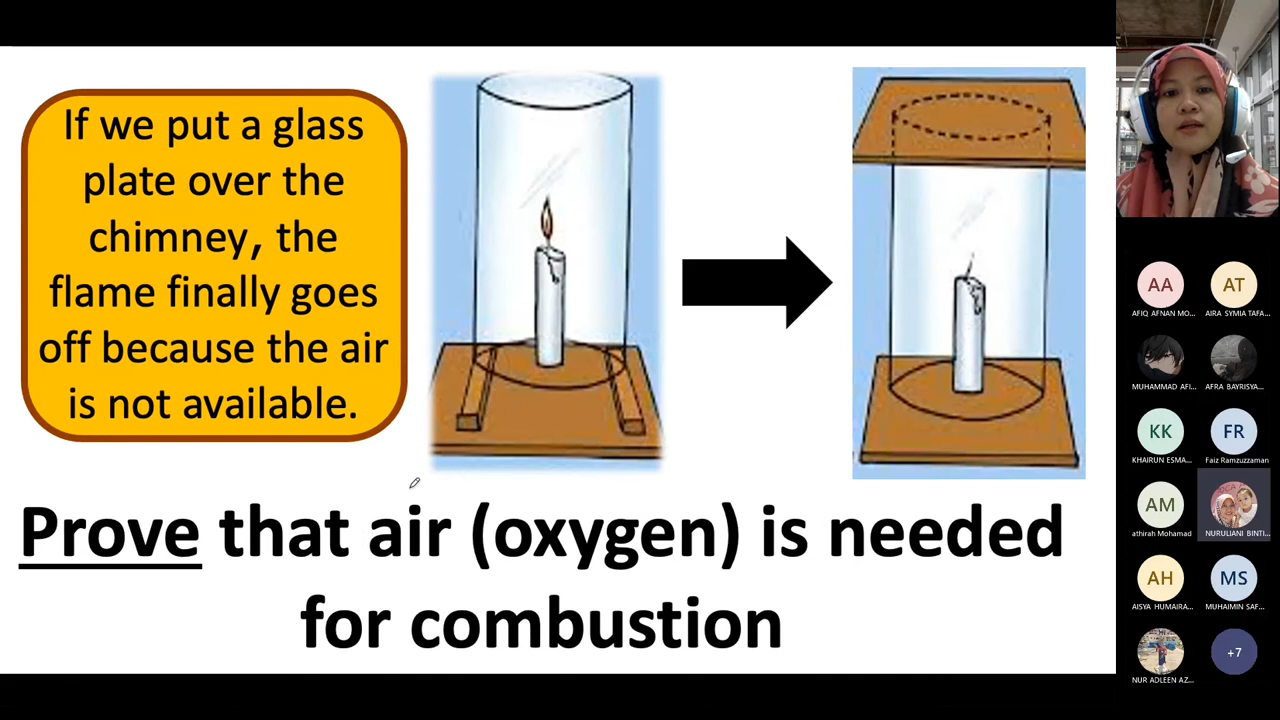 If we put a glass
plate over the
chimney, the
flame finally goes
off because the air
is not available.
Prove that air (oxygen) is needed
for combustion
AA
AT
AFIQ AFNAN MO...
AIRA SYMIA TAFA...
MUHAMMAD AFI...
AFRA BAYRISYA...
KK
FR
KHAIRUN ESMA...
Faiz Ramzuzzaman
AM
athirah Mohamad
NURULIANI BINTI...
AH
MS
AISYA HUMAIRA...
MUHAIMIN SAF...
NUR ADLEEN AZ...
+7